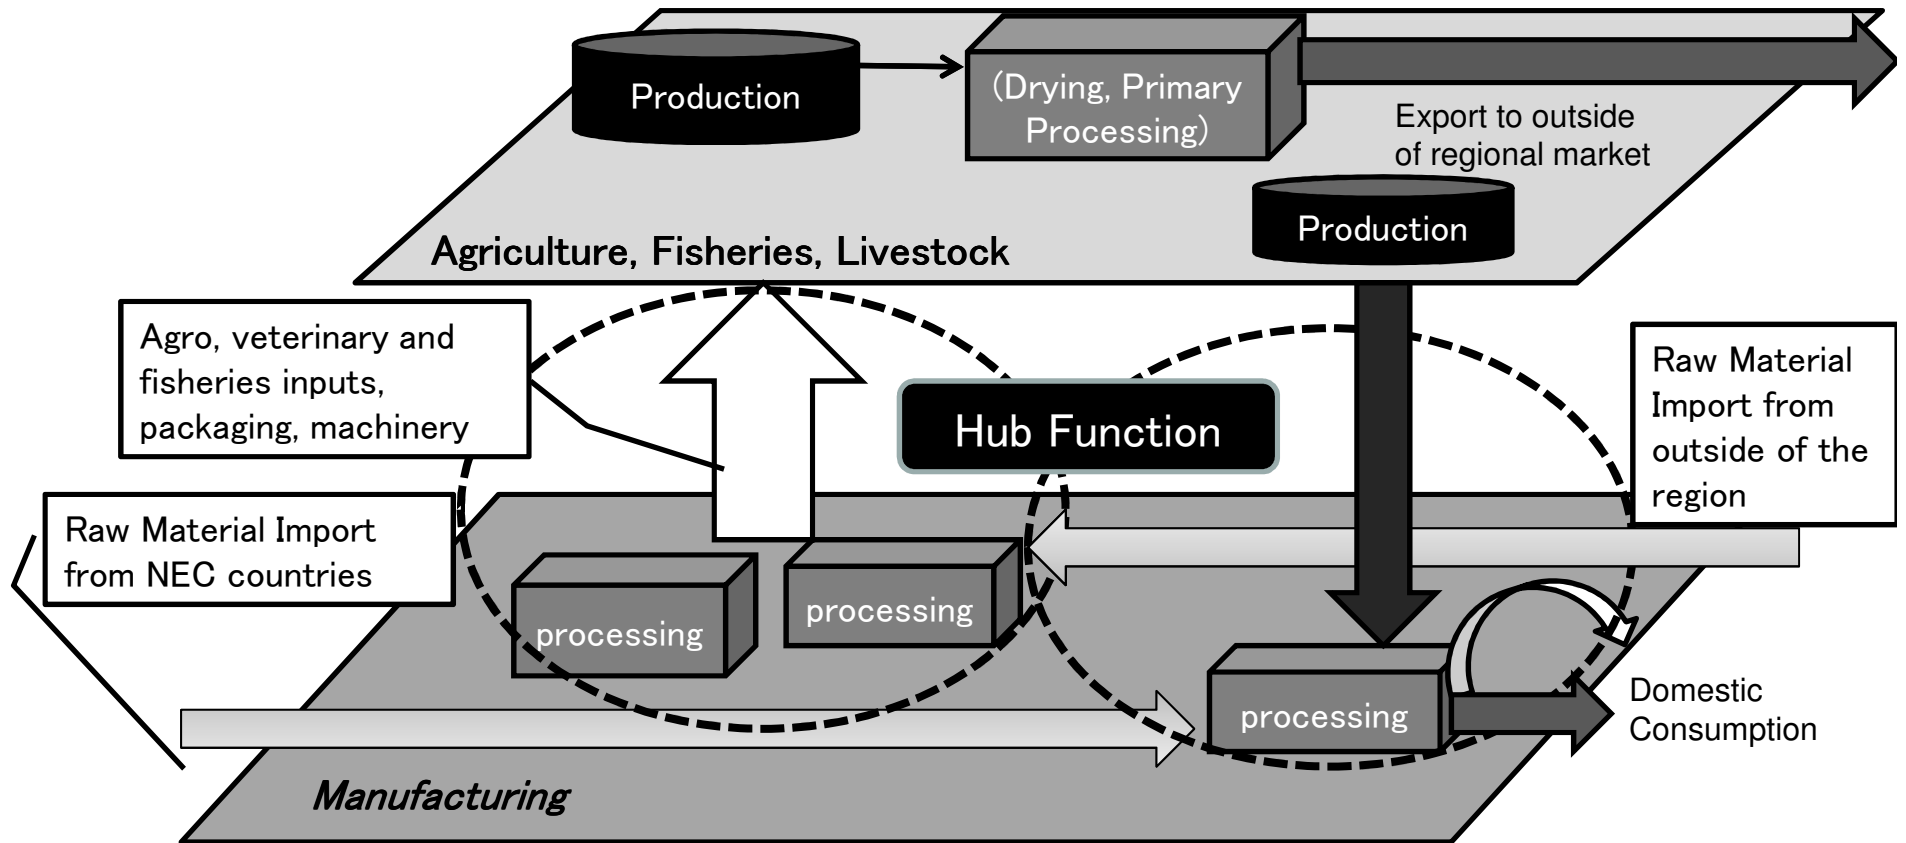 Production
(Drying, Primary
Processing)
Export to outside
of regional market
Production
Agriculture, Fisheries, Livestock
Agro, veterinary and
fisheries inputs,
packaging, machinery
Hub Function
Raw Material
Import from
outside of the
region
Raw Material Import
from NEC countries
processing
processing
processing
Domestic
Consumption
Manufacturing